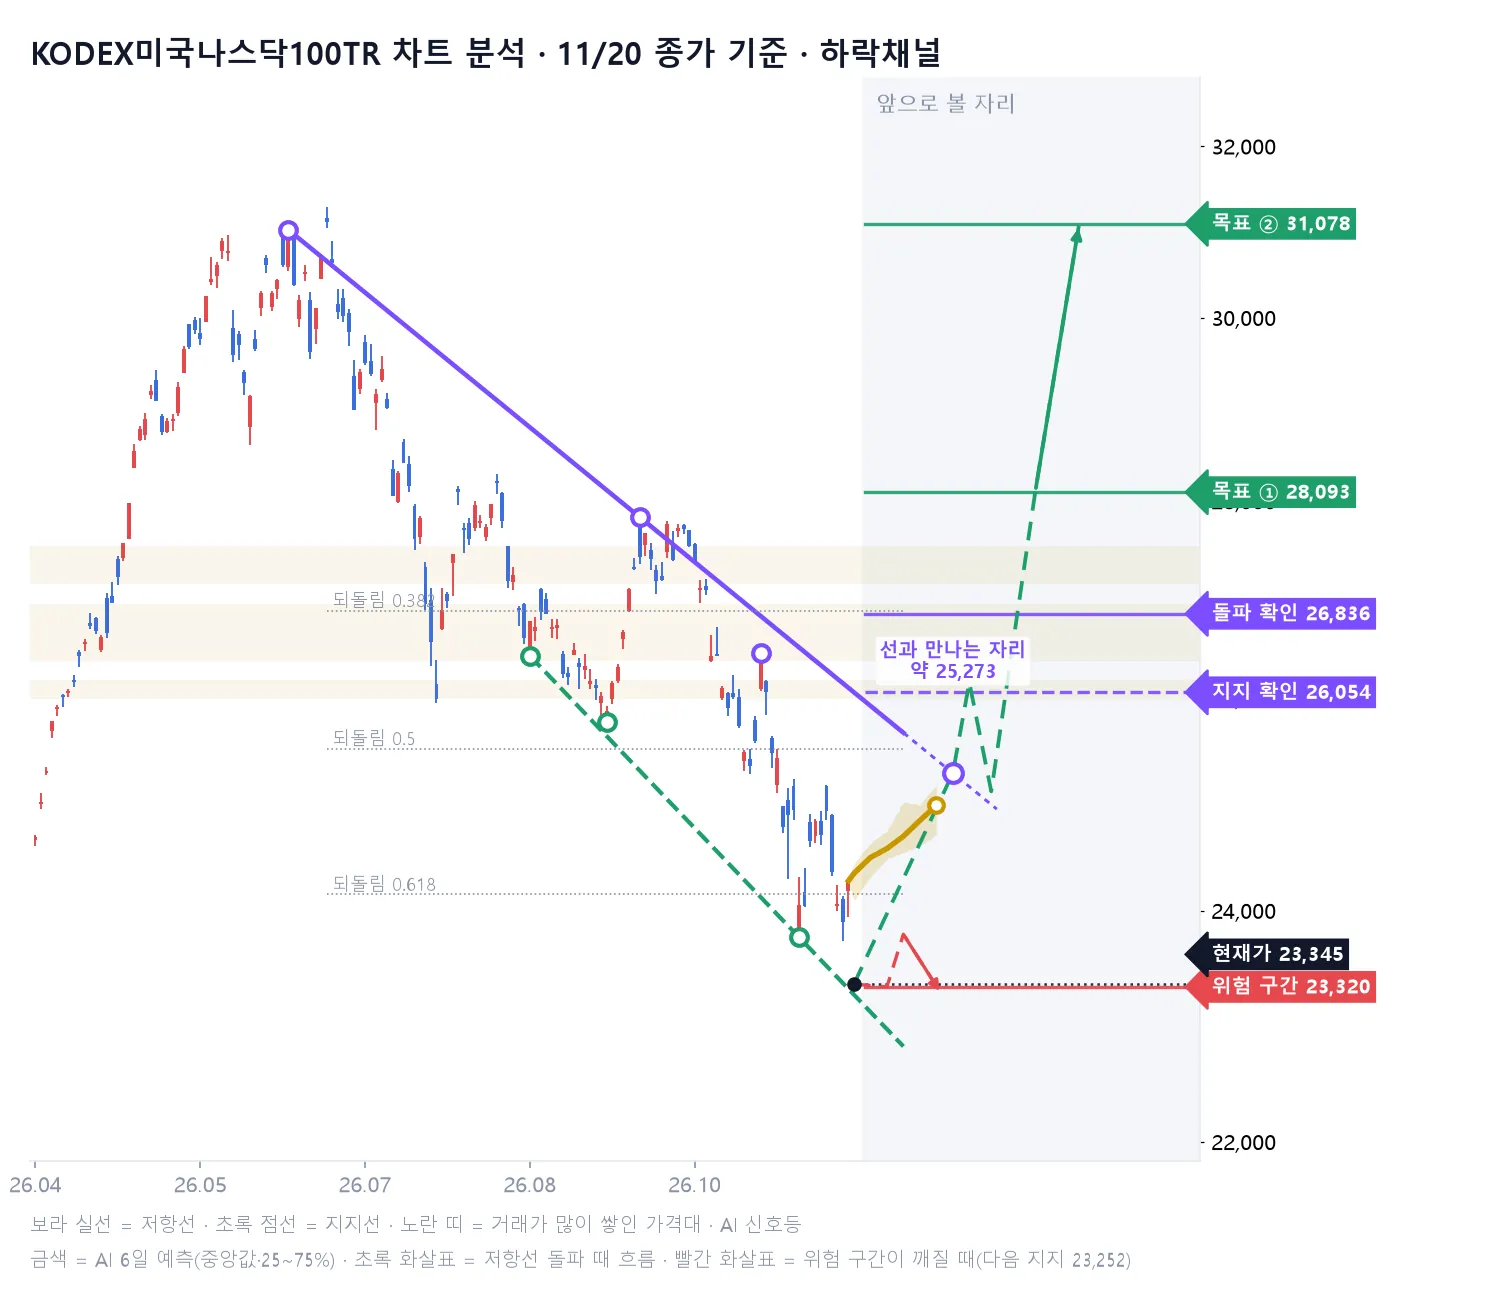 KODEX미국나스닥100TR 차트 분석 · 11/20 종가 기준 · 하락채널
앞으로 볼 자리
32,000
목표 ② 31,078
30,000
목표 ① 28,093
되돌림 0.382
돌파 확인 26,836
선과 만나는 자리
약 25,273
지지 확인 26,054
되돌림 0.5
되돌림 0.618
24,000
현재가 23,345
위험 구간 23,320
22,000
26.04
26.05
26.07
26.08
26.10
보라 실선 = 저항선 · 초록 점선 = 지지선 · 노란 띠 = 거래가 많이 쌓인 가격대 · AI 신호등
금색 = AI 6일 예측(중앙값·25~75%) · 초록 화살표 = 저항선 돌파 때 흐름 · 빨간 화살표 = 위험 구간이 깨질 때(다음 지지 23,252)